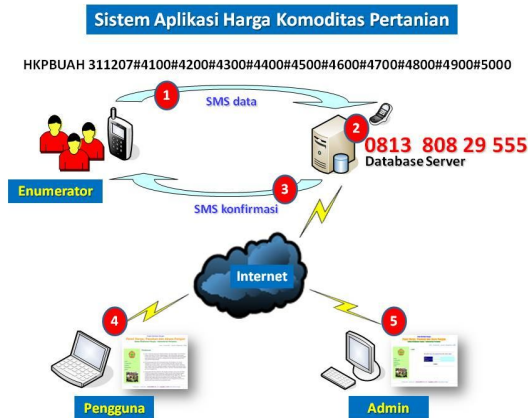 Sistem Aplikasi Harga Komoditas Pertanian
HKPBUAH 311207#4100#4200#4300#4400#4500#4600#4700#4800#4900#5000
1
SMS data
2
0813 808 29 555
Database Server
Enumerator
3
SMS konfirmasi
Internet
4
5
Pengguna
Admin